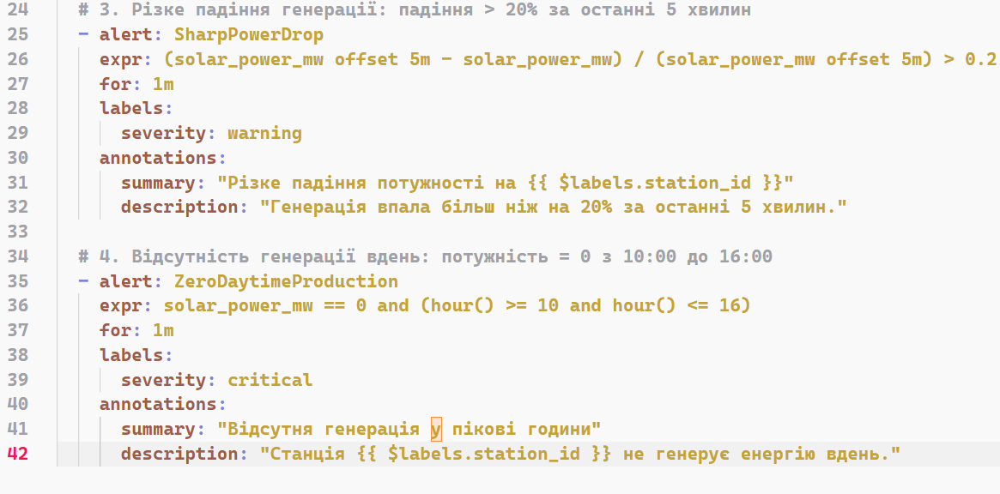 24 # 3. Різке падіння генерації: падіння > 20% за останні 5 хвилин
25 - alert: SharpPowerDrop
26 expr: (solar_power_mw offset 5m - solar_power_mw) / (solar_power_mw offset 5m) > 0.2
27 for: 1m
28 labels:
29 severity: warning
30 annotations:
31 summary: "Різке падіння потужності на {{ $labels.station_id }}"
32 description: "Генерація впала більш ніж на 20% за останні 5 хвилин."
33
34 # 4. Відсутність генерації вдень: потужність = 0 з 10:00 до 16:00
35 - alert: ZeroDaytimeProduction
36 expr: solar_power_mw == 0 and (hour() >= 10 and hour() <= 16)
37 for: 1m
38 labels:
39 severity: critical
40 annotations:
41 summary: "Відсутня генерація у пікові години"
42 description: "Станція {{ $labels.station_id }} не генерує енергію вдень."